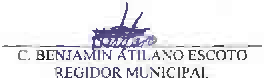 C. BENJAMIN ATILANO ESCOTO
REGIDOR MUNICIPAL